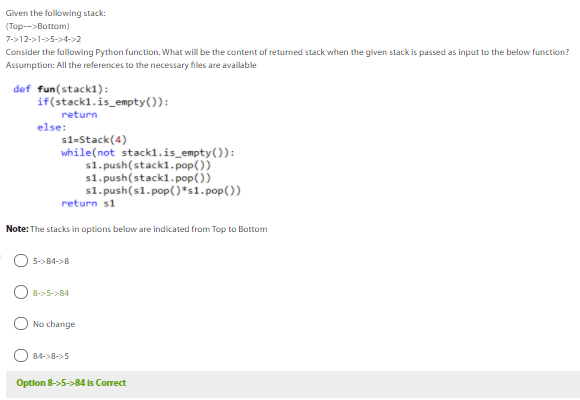 Given the following stack:
(Top--->Bottom)
7->12->1->5->4->2
Consider the following Python function. What will be the content of returned stack when the given stack is passed as input to the below function?
Assumption: All the references to the necessary files are available
def fun(stack1):
    if(stack1.is_empty()):
        return
    else:
        s1=Stack(4)
        while(not stack1.is_empty()):
            s1.push(stack1.pop())
            s1.push(stack1.pop())
            s1.push(s1.pop()*s1.pop())
        return s1
Note: The stacks in options below are indicated from Top to Bottom
5->84->8
8->5->84
No change
84->8->5
Option 8->5->84 is Correct